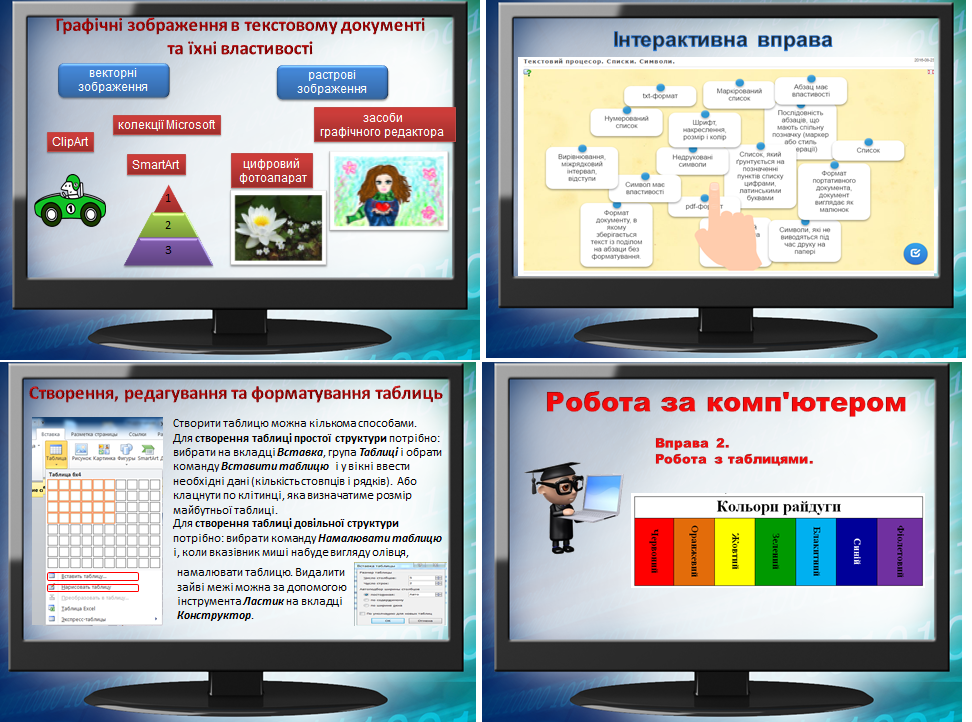 Графічні зображення в текстовому документі
та їхні властивості
векторні
зображення
растрові
зображення
ClipArt
колекції Microsoft
SmartArt
цифровий
фотоапарат
засоби
графічного редактора
1
1
2
3
Інтерактивна вправа
Текстовий процесор. Списки. Символи.
txt-формат
Маркірований
список
Абзац має
властивості
Нумерований
список
Шрифт,
накреслення,
розмір і колір
Послідовність
абзаців, що
мають спільну
позначку (маркер
або стиль
ерації)
Вирівнювання,
міжрядковий
інтервал,
відступи
Недруковані
символи
Список, який
ґрунтується на
позначенні
пунктів списку
цифрами,
латинськими
буквами
Список
Символ має
властивості
Формат
портативного
документа,
документ
виглядає як
малюнок
pdf-фор
Формат
документу, в
якому
зберігається
текст із поділом
на абзаци без
форматування.
Символи, які не
виводяться під
час друку на
папері
Створення, редагування та форматування таблиць
Вставка
Разметка страницы
Ссылки
Таблица
Рисунок
Картинка
Фигуры
SmartArt
Таблица 6x4
Вставить таблицу...
Нарисовать таблицу
Преобразовать в таблицу...
Таблица Excel
Экспресс-таблицы
Створити таблицю можна кількома способами.
Для створення таблиці простої структури потрібно:
вибрати на вкладці Вставка, група Таблиці і обрати
команду Вставити таблицю і у вікні ввести
необхідні дані (кількість стовпців і рядків). Або
клацнути по клітинці, яка визначатиме розмір
майбутньої таблиці.
Для створення таблиці довільної структури
потрібно: вибрати команду Намалювати таблицю
і, коли вказівник миші набуде вигляду олівця,
намалювати таблицю. Видалити
зайві межі можна за допомогою
інструмента Ластик на вкладці
Конструктор.
Робота за комп'ютером
Вправа 2.
Робота з таблицями.
Кольори райдуги
Червоний
Оранжевий
Жовтий
Зелений
Блакитний
Синій
Фіолетовий